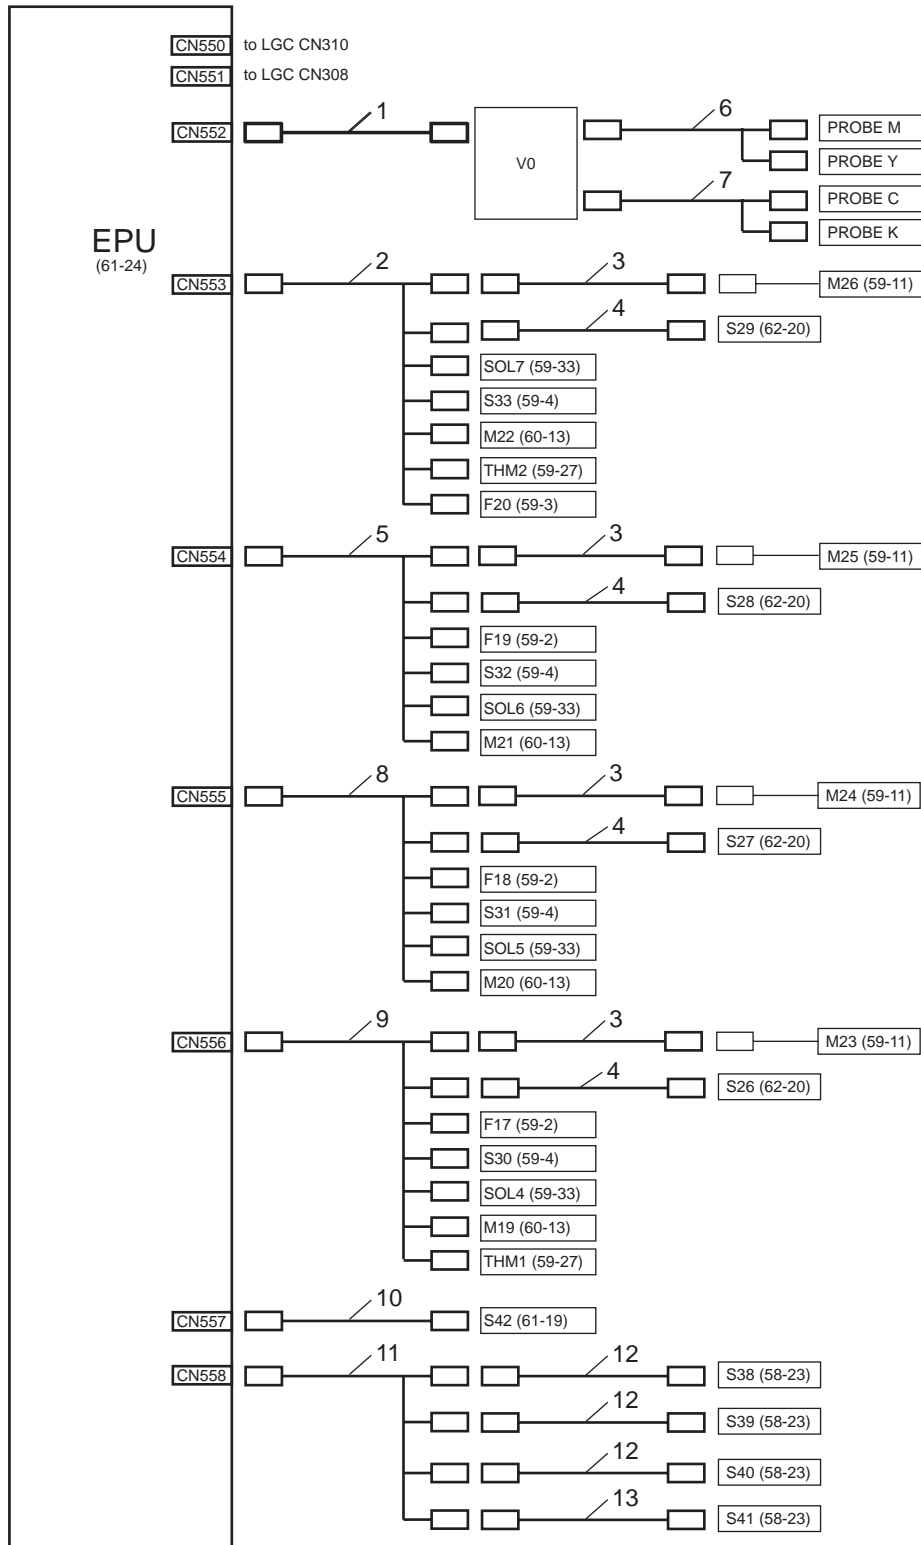 CN550 to LGC CN310
CN551 to LGC CN308
1
6
CN552
PROBE M
V0
PROBE Y
7
PROBE C
PROBE K
EPU
(61-24)
2
3
CN553
M26 (59-11)
4
S29 (62-20)
SOL7 (59-33)
S33 (59-4)
M22 (60-13)
THM2 (59-27)
F20 (59-3)
5
3
CN554
M25 (59-11)
4
S28 (62-20)
F19 (59-2)
S32 (59-4)
SOL6 (59-33)
M21 (60-13)
8
3
CN555
M24 (59-11)
4
S27 (62-20)
F18 (59-2)
S31 (59-4)
SOL5 (59-33)
M20 (60-13)
9
3
CN556
M23 (59-11)
4
S26 (62-20)
F17 (59-2)
S30 (59-4)
SOL4 (59-33)
M19 (60-13)
THM1 (59-27)
10
CN557
S42 (61-19)
11
12
CN558
S38 (58-23)
12
S39 (58-23)
12
S40 (58-23)
13
S41 (58-23)